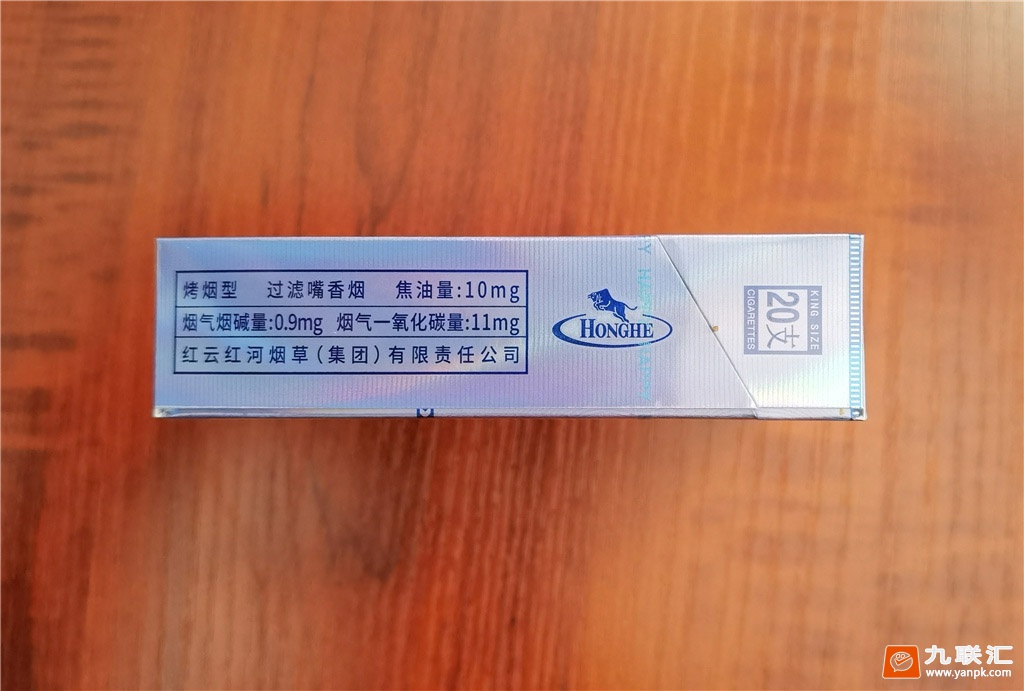 烤烟型 过滤嘴香烟 焦油量:10mg
烟气烟碱量:0.9mg 烟气一氧化碳量:11mg
红云红河烟草(集团)有限责任公司
HONGHE
KING SIZE
20支
CIGARETTES
九联汇
www.yanpk.com